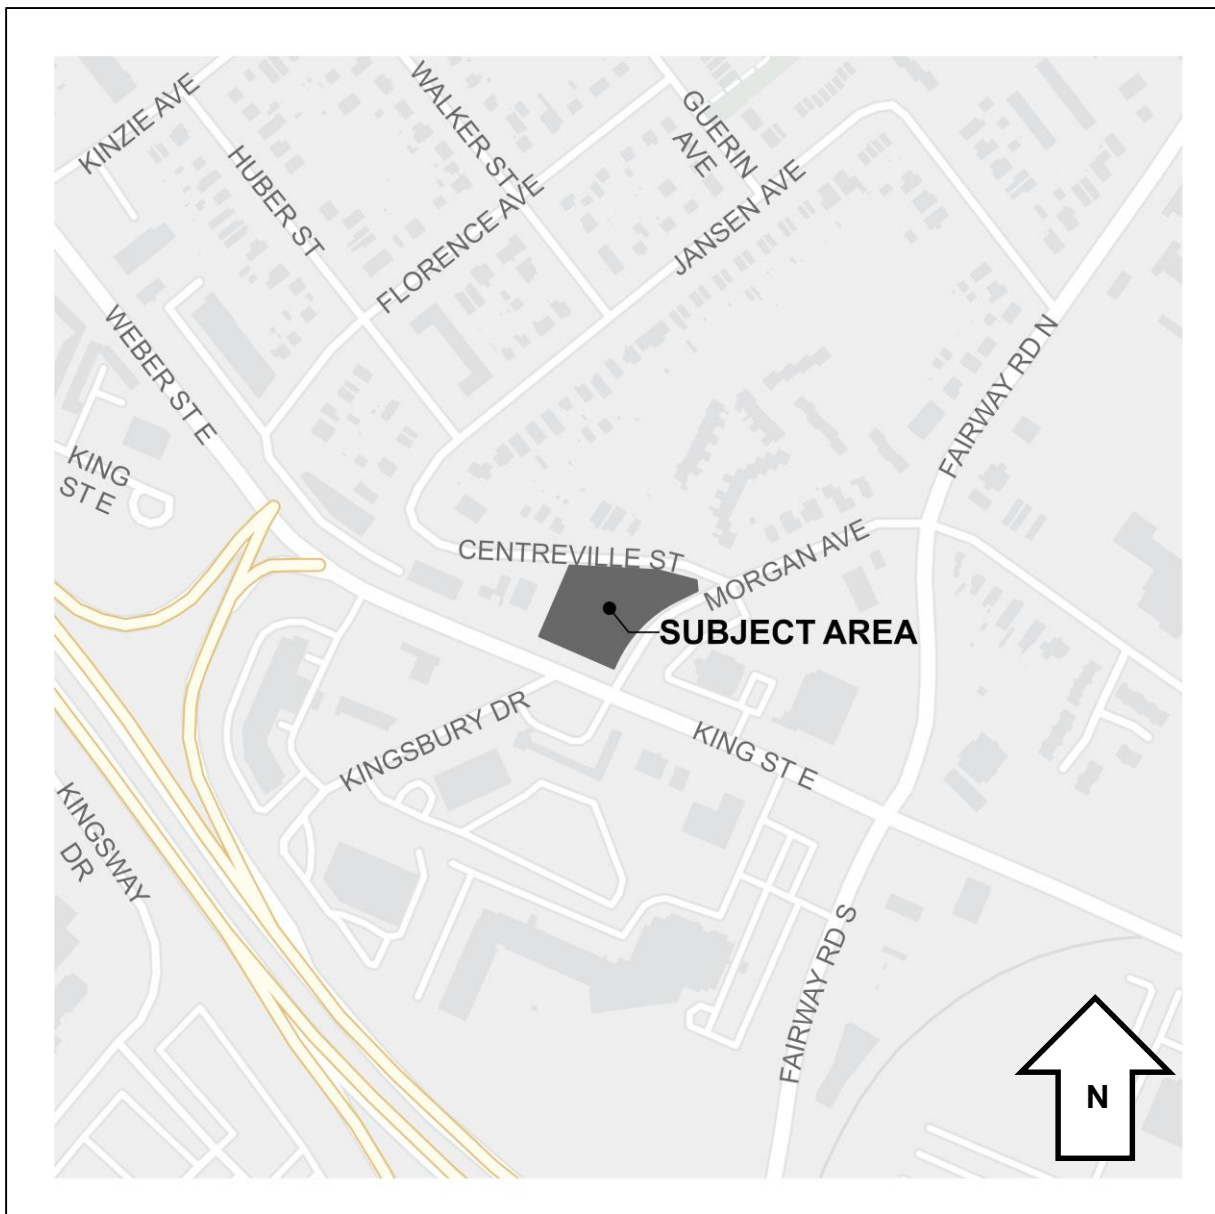 KINZIE AVE
WALKER ST
GUERIN
AVE
HUBER ST
FLORENCE AVE
JANSEN AVE
WEBER ST E
FAIRWAY RD N
KING
ST E
CENTREVILLE ST
MORGAN AVE
SUBJECT AREA
KINGSBURY DR
KING ST E
KINGSWAY
DR
FAIRWAY RD S
N